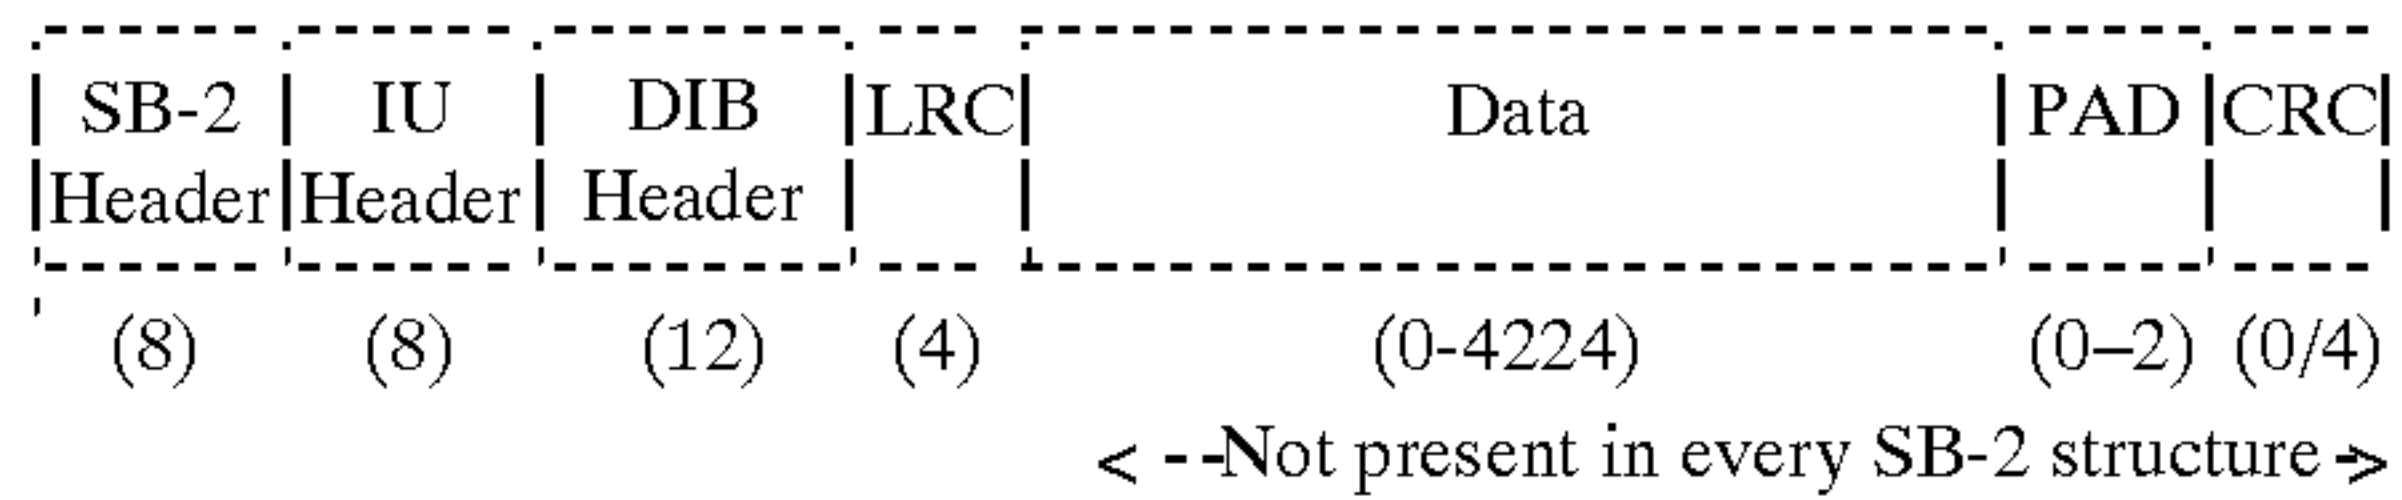 SB-2 IU DIB LRC Data PAD CRC
Header Header Header
(8) (8) (12) (4) (0-4224) (0–2) (0/4)
< --Not present in every SB-2 structure ->